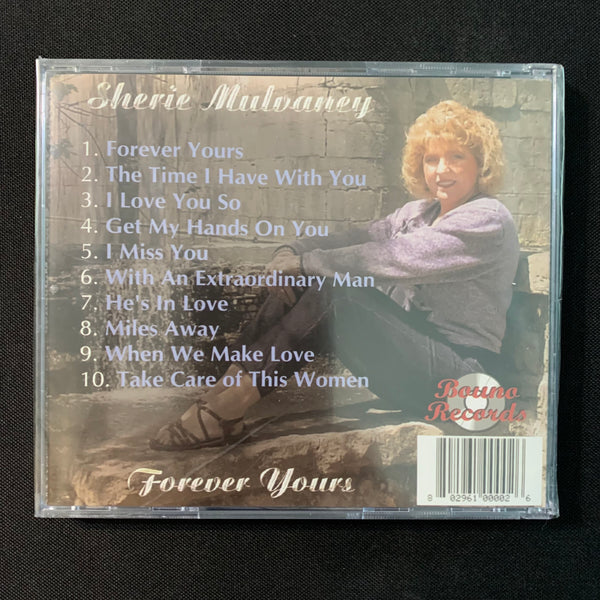 Sherie Mulvaney
1. Forever Yours
2. The Time I Have With You
3. I Love You So
4. Get My Hands On You
5. I Miss You
6. With An Extraordinary Man
7. He's In Love
8. Miles Away
9. When We Make Love
10. Take Care of This Women
Bouno
Records
Forever Yours
8 02961 00002 6